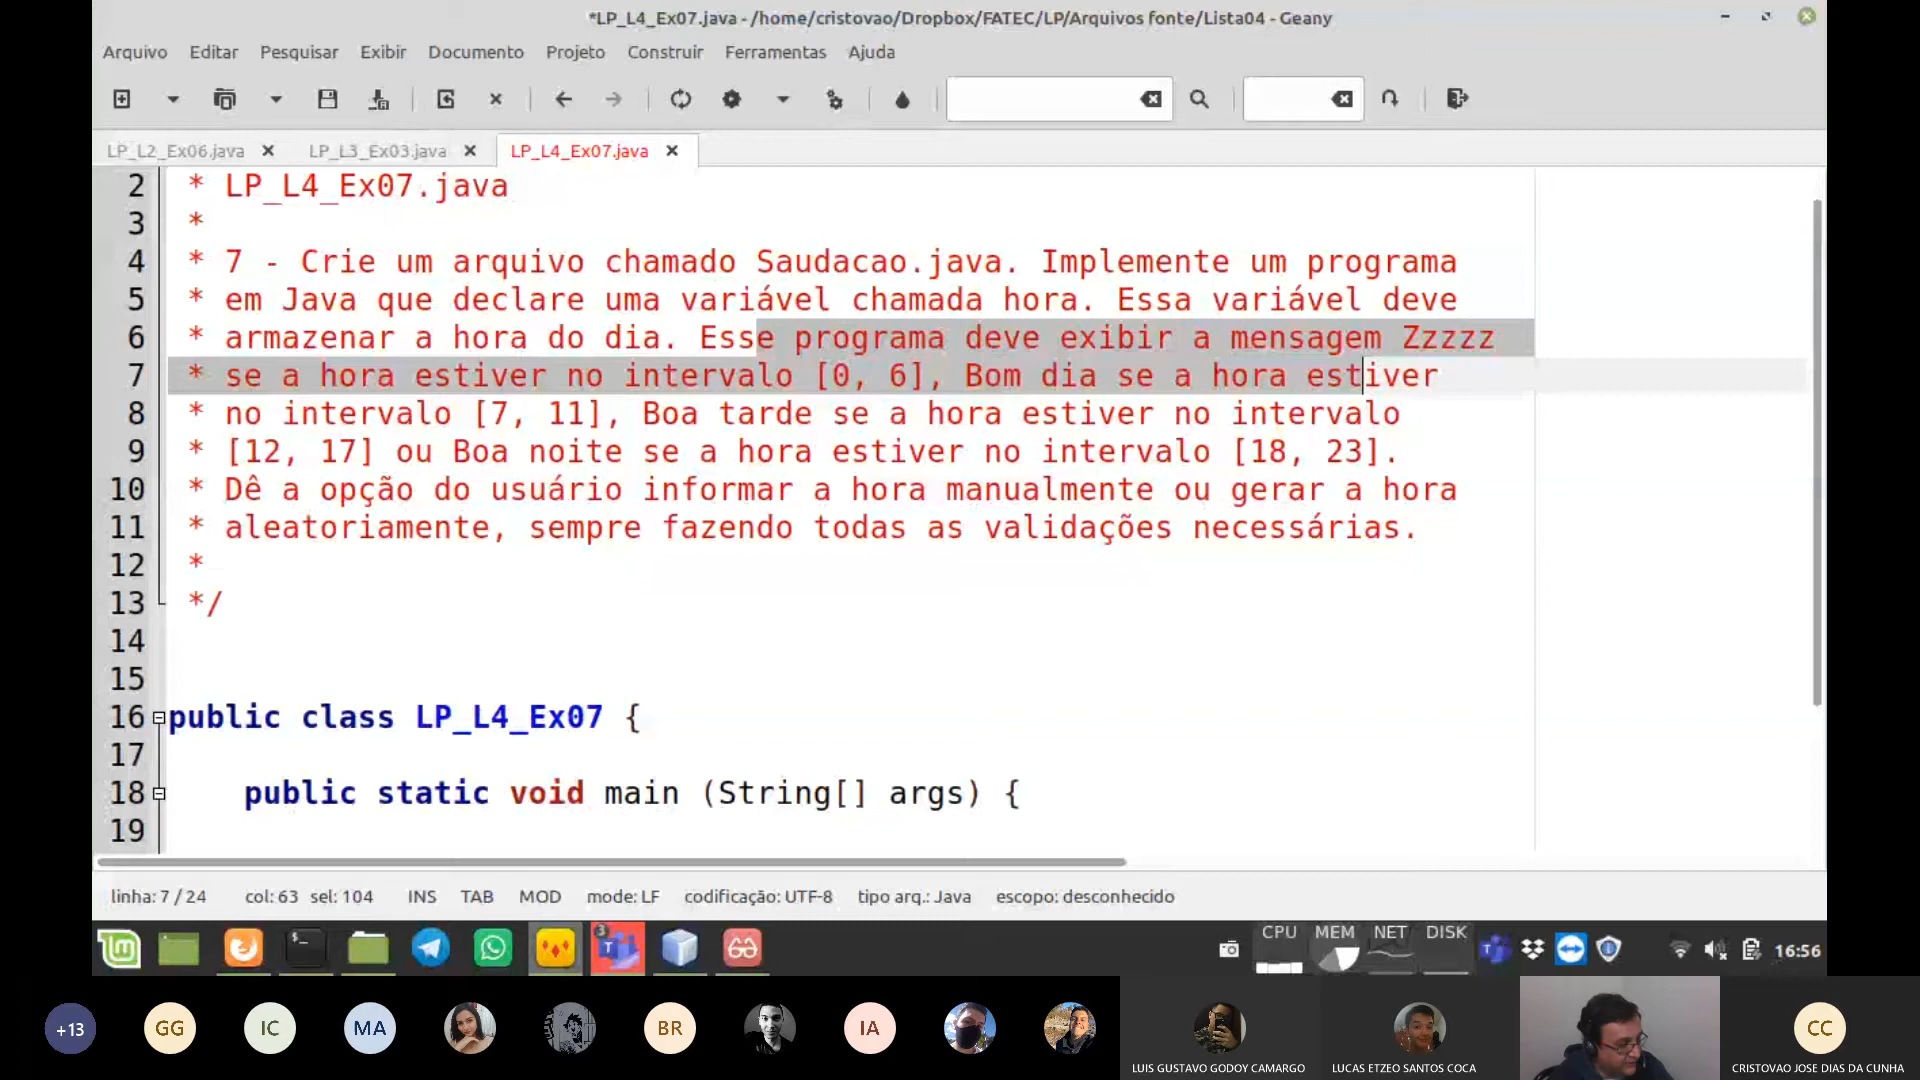 *LP_L4_Ex07.java - /home/cristovao/Dropbox/FATEC/LP/Arquivos fonte/Lista04 - Geany
Arquivo Editar Pesquisar Exibir Documento Projeto Construir Ferramentas Ajuda
LP_L2_Ex06.java LP_L3_Ex03.java LP_L4_Ex07.java
2 * LP_L4_Ex07.java
3 *
4 * 7 - Crie um arquivo chamado Saudacao.java. Implemente um programa
5 * em Java que declare uma variável chamada hora. Essa variável deve
6 * armazenar a hora do dia. Esse programa deve exibir a mensagem Zzzzz
7 * se a hora estiver no intervalo [0, 6], Bom dia se a hora estiver
8 * no intervalo [7, 11], Boa tarde se a hora estiver no intervalo
9 * [12, 17] ou Boa noite se a hora estiver no intervalo [18, 23].
10 * Dê a opção do usuário informar a hora manualmente ou gerar a hora
11 * aleatoriamente, sempre fazendo todas as validações necessárias.
12 *
13 */
14
15
16 public class LP_L4_Ex07 {
17
18 public static void main (String[] args) {
19
linha: 7 / 24 col: 63 sel: 104 INS TAB MOD mode: LF codificação: UTF-8 tipo arq.: Java escopo: desconhecido
3 CPU MEM NET DISK 16:56
+13 GG IC MA BR IA CC
LUIS GUSTAVO GODOY CAMARGO LUCAS ETZEO SANTOS COCA CRISTOVAO JOSE DIAS DA CUNHA